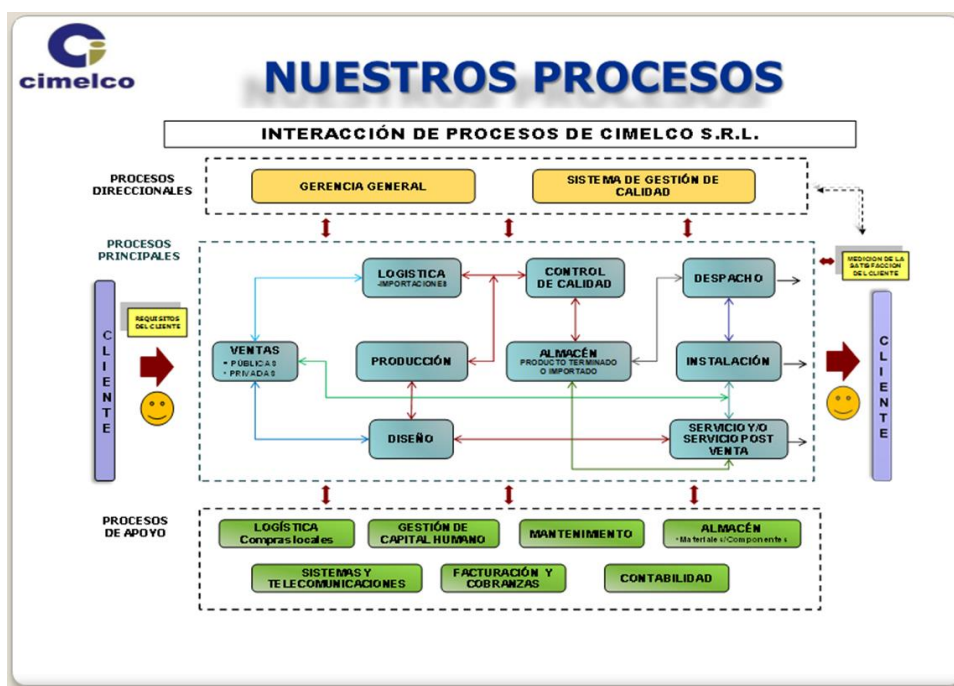 cimelco
NUESTROS PROCESOS
INTERACCIÓN DE PROCESOS DE CIMELCO S.R.L.
PROCESOS
DIRECCIONALES
GERENCIA GENERAL
SISTEMA DE GESTIÓN DE
CALIDAD
PROCESOS
PRINCIPALES
MEDICION DE LA
SATISFACCION
DEL CLIENTE
LOGISTICA
-IMPORTACIONES
CONTROL
DE CALIDAD
DESPACHO
CLIENTE
REQUISITOS
DEL CLIENTE
VENTAS
- PÚBLICAS
- PRIVADAS
PRODUCCIÓN
ALMACÉN
PRODUCTO TERMINADO
O IMPORTADO
INSTALACIÓN
CLIENTE
DISEÑO
SERVICIO Y/O
SERVICIO POST
VENTA
PROCESOS
DE APOYO
LOGÍSTICA
Compras locales
GESTIÓN DE
CAPITAL HUMANO
MANTENIMIENTO
ALMACÉN
-Materiales/Componentes
SISTEMAS Y
TELECOMUNICACIONES
FACTURACIÓN Y
COBRANZAS
CONTABILIDAD